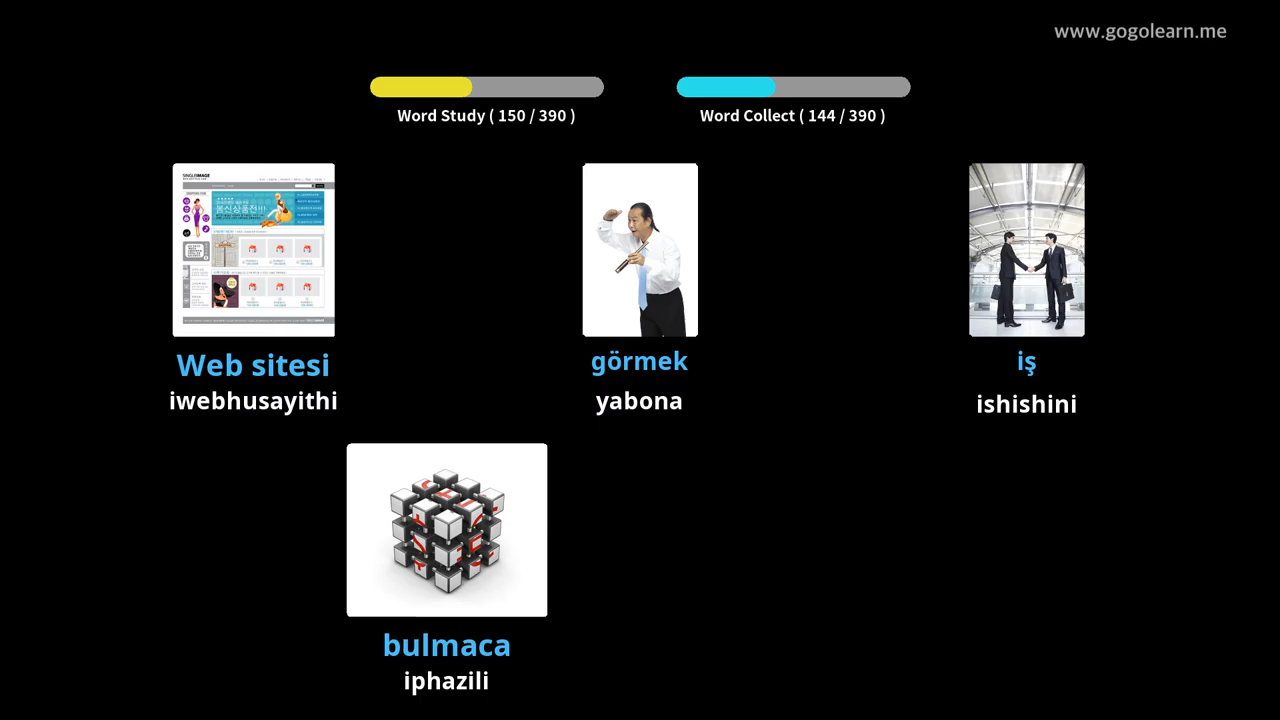 www.gogolearn.me
Word Study ( 150 / 390 )
Word Collect ( 144 / 390 )
Web sitesi
iwebhusayithi
görmek
yabona
iş
ishishini
bulmaca
iphazili